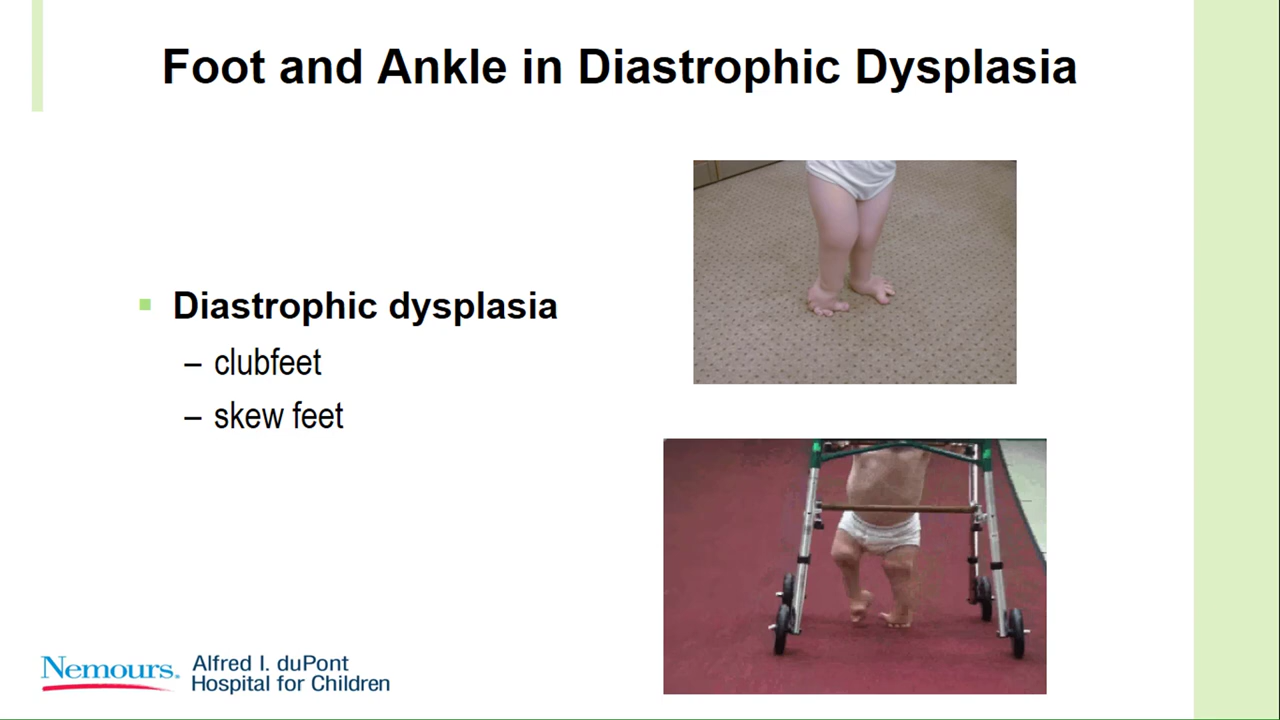 Foot and Ankle in Diastrophic Dysplasia
Diastrophic dysplasia
– clubfeet
– skew feet
Nemours. Alfred I. duPont
Hospital for Children